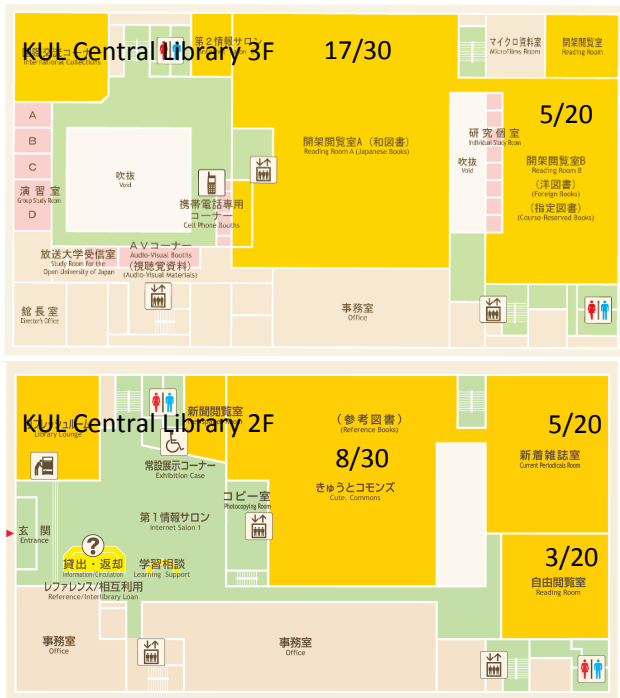 KUL Central Library 3F
International Collections
第2情報サロン
17/30
マイクロ資料室
Microfilms Room
開架閲覧室
Reading Room
A
B
C
演習室
Group Study Room
D
吹抜
Void
携帯電話専用
コーナー
Cell Phone Booths
開架閲覧室A (和図書)
Reading Room A (Japanese Books)
吹抜
Void
研究個室
Individual Study Room
5/20
開架閲覧室B
Reading Room B
(洋図書)
(Foreign Books)
(指定図書)
(Course-Reserved Books)
放送大学受信室
Study Room for the
Open University of Japan
AVコーナー
Audio-Visual Booths
(視聴覚資料)
(Audio-Visual Materials)
館長室
Director's Office
事務室
Office
KUL Central Library 2F
Library Lounge
新聞閲覧室
常設展示コーナー
Exhibition Case
(参考図書)
(Reference Books)
8/30
きゅうとコモンズ
Cute. Commons
5/20
新着雑誌室
Current Periodicals Room
コピー室
Photocopying Room
玄関
Entrance
第1情報サロン
Internet Salon 1
?
貸出・返却
Information/Circulation
学習相談
Learning Support
レファレンス/相互利用
Reference/Interlibrary Loan
3/20
自由閲覧室
Reading Room
事務室
Office
事務室
Office